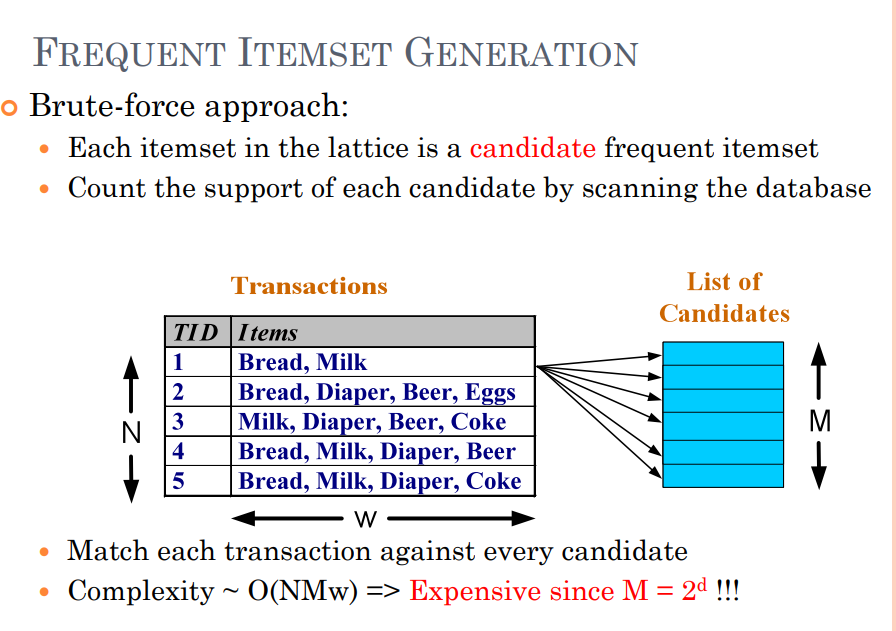 FREQUENT ITEMSET GENERATION
Brute-force approach:
Each itemset in the lattice is a candidate frequent itemset
Count the support of each candidate by scanning the database
Transactions
List of
Candidates
TID Items
1 Bread, Milk
2 Bread, Diaper, Beer, Eggs
3 Milk, Diaper, Beer, Coke
4 Bread, Milk, Diaper, Beer
5 Bread, Milk, Diaper, Coke
N
M
W
Match each transaction against every candidate
Complexity ~ O(NMw) => Expensive since M = 2ᵈ !!!